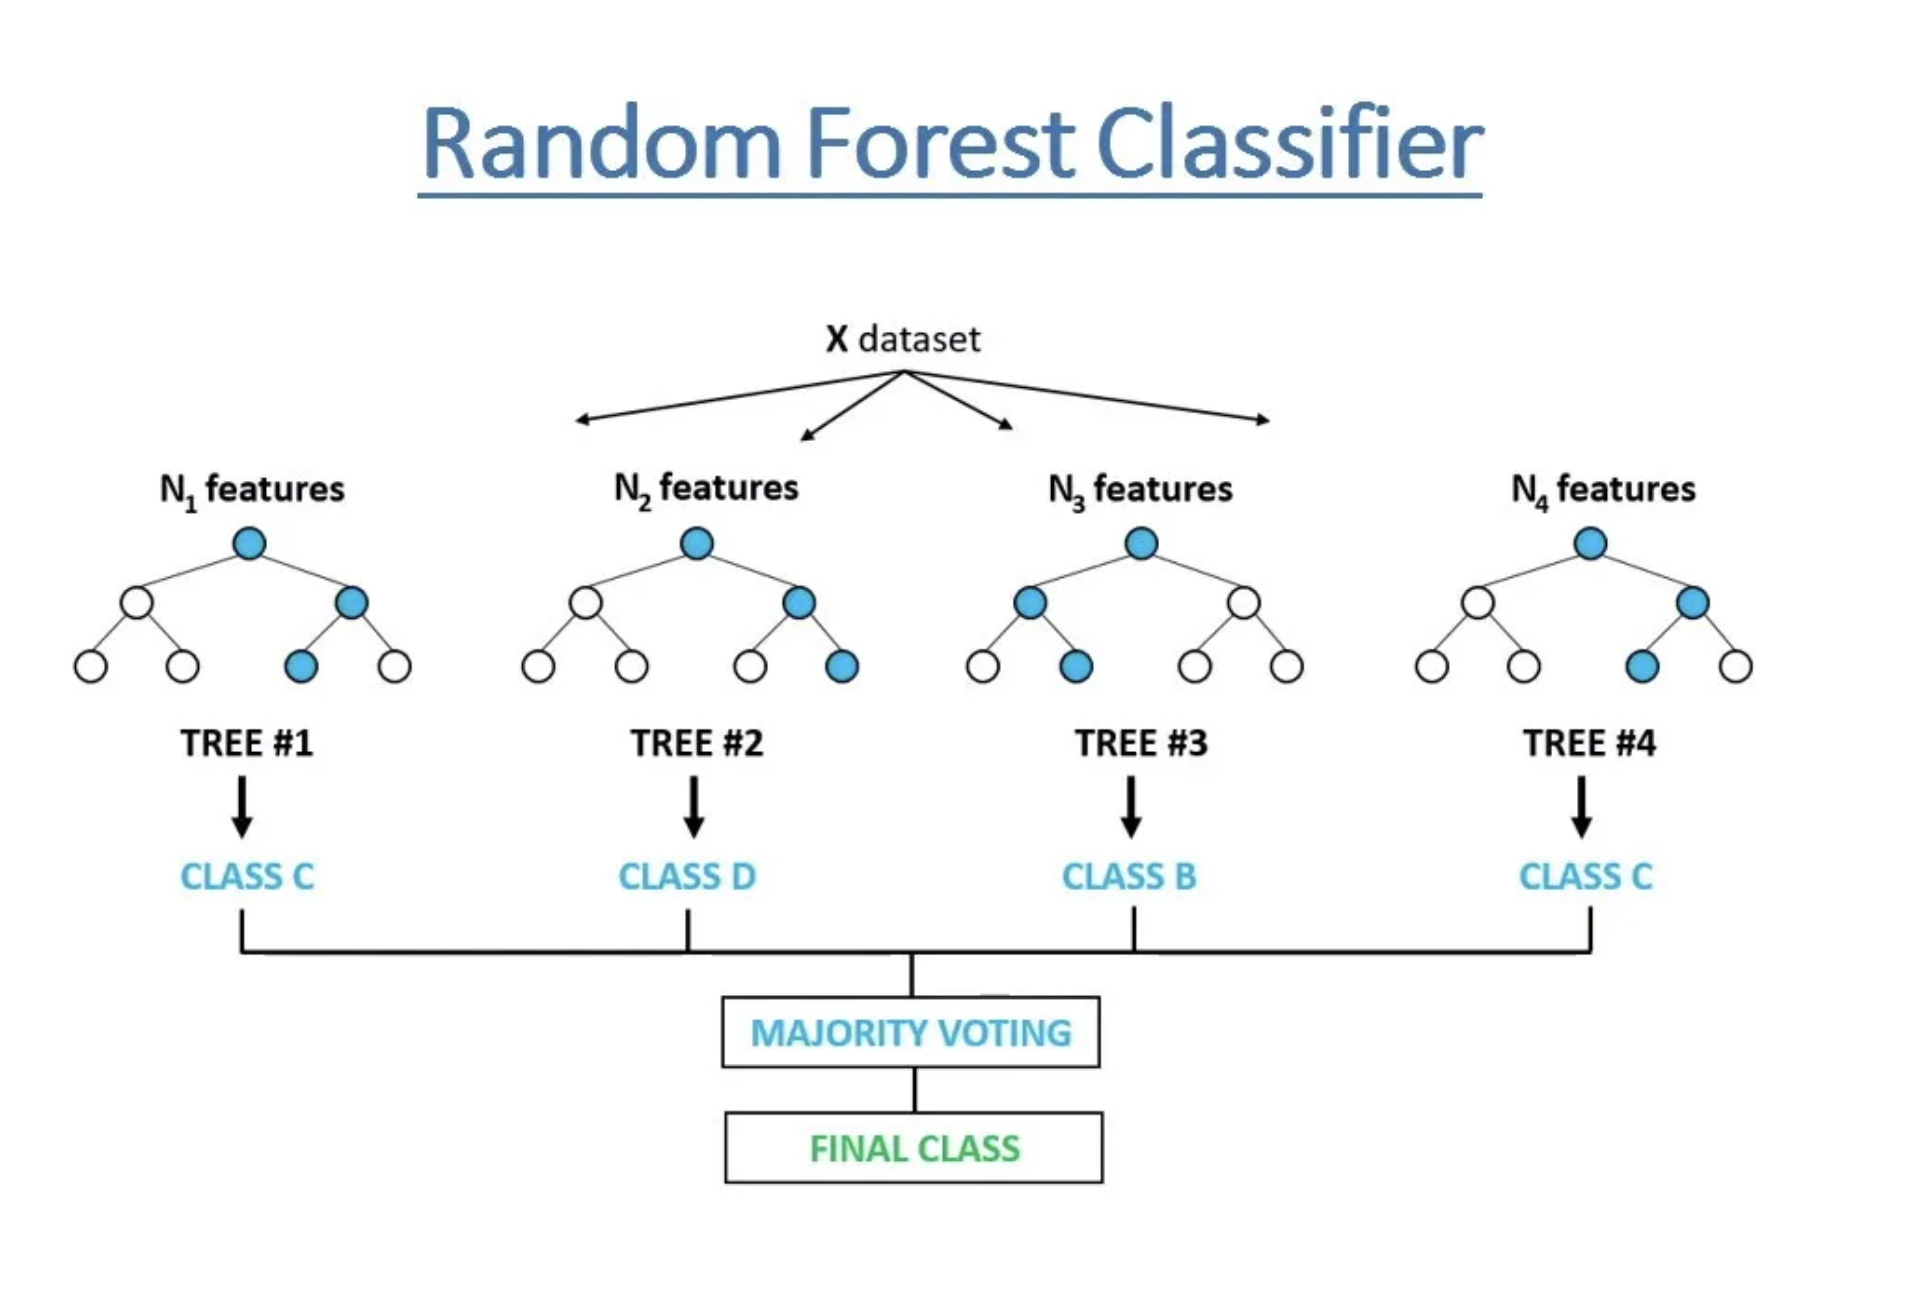 Random Forest Classifier
X dataset
N₁ features N₂ features N₃ features N₄ features
TREE #1 TREE #2 TREE #3 TREE #4
CLASS C CLASS D CLASS B CLASS C
MAJORITY VOTING
FINAL CLASS